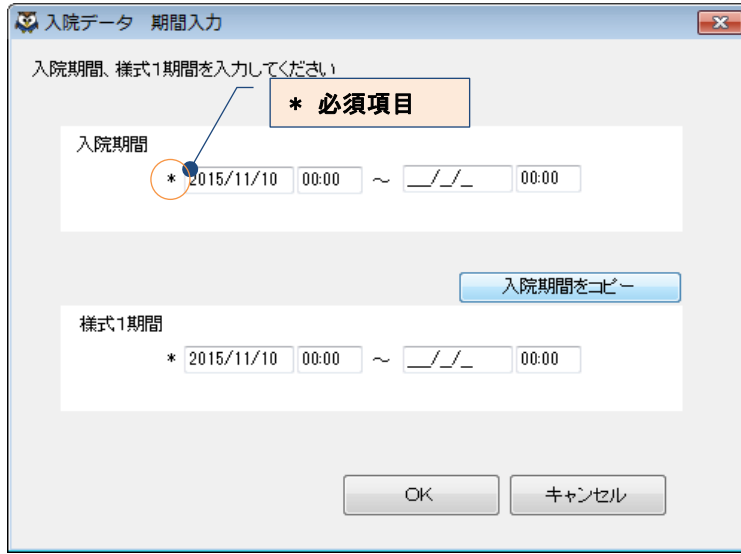 入院データ 期間入力
入院期間、様式1期間を入力してください
* 必須項目
入院期間
* 2015/11/10 00:00 ～ __/_/_ 00:00
入院期間をコピー
様式1期間
* 2015/11/10 00:00 ～ __/_/_ 00:00
OK キャンセル